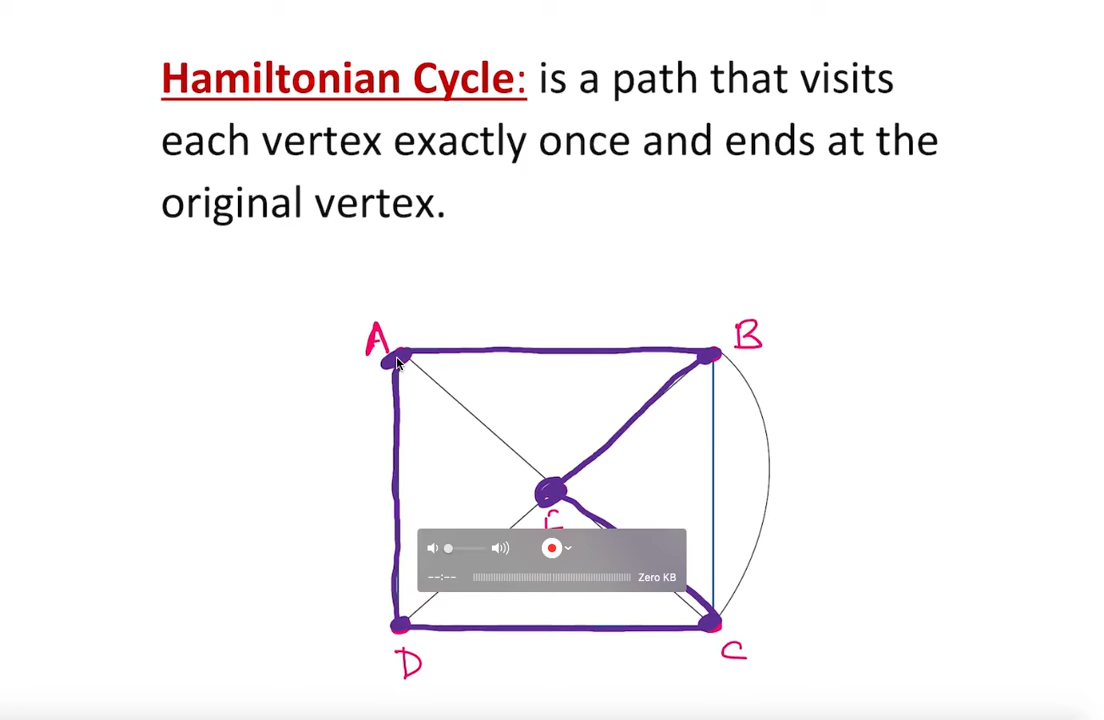 Hamiltonian Cycle: is a path that visits
each vertex exactly once and ends at the
original vertex.
A
B
E
--:--
Zero KB
D
C